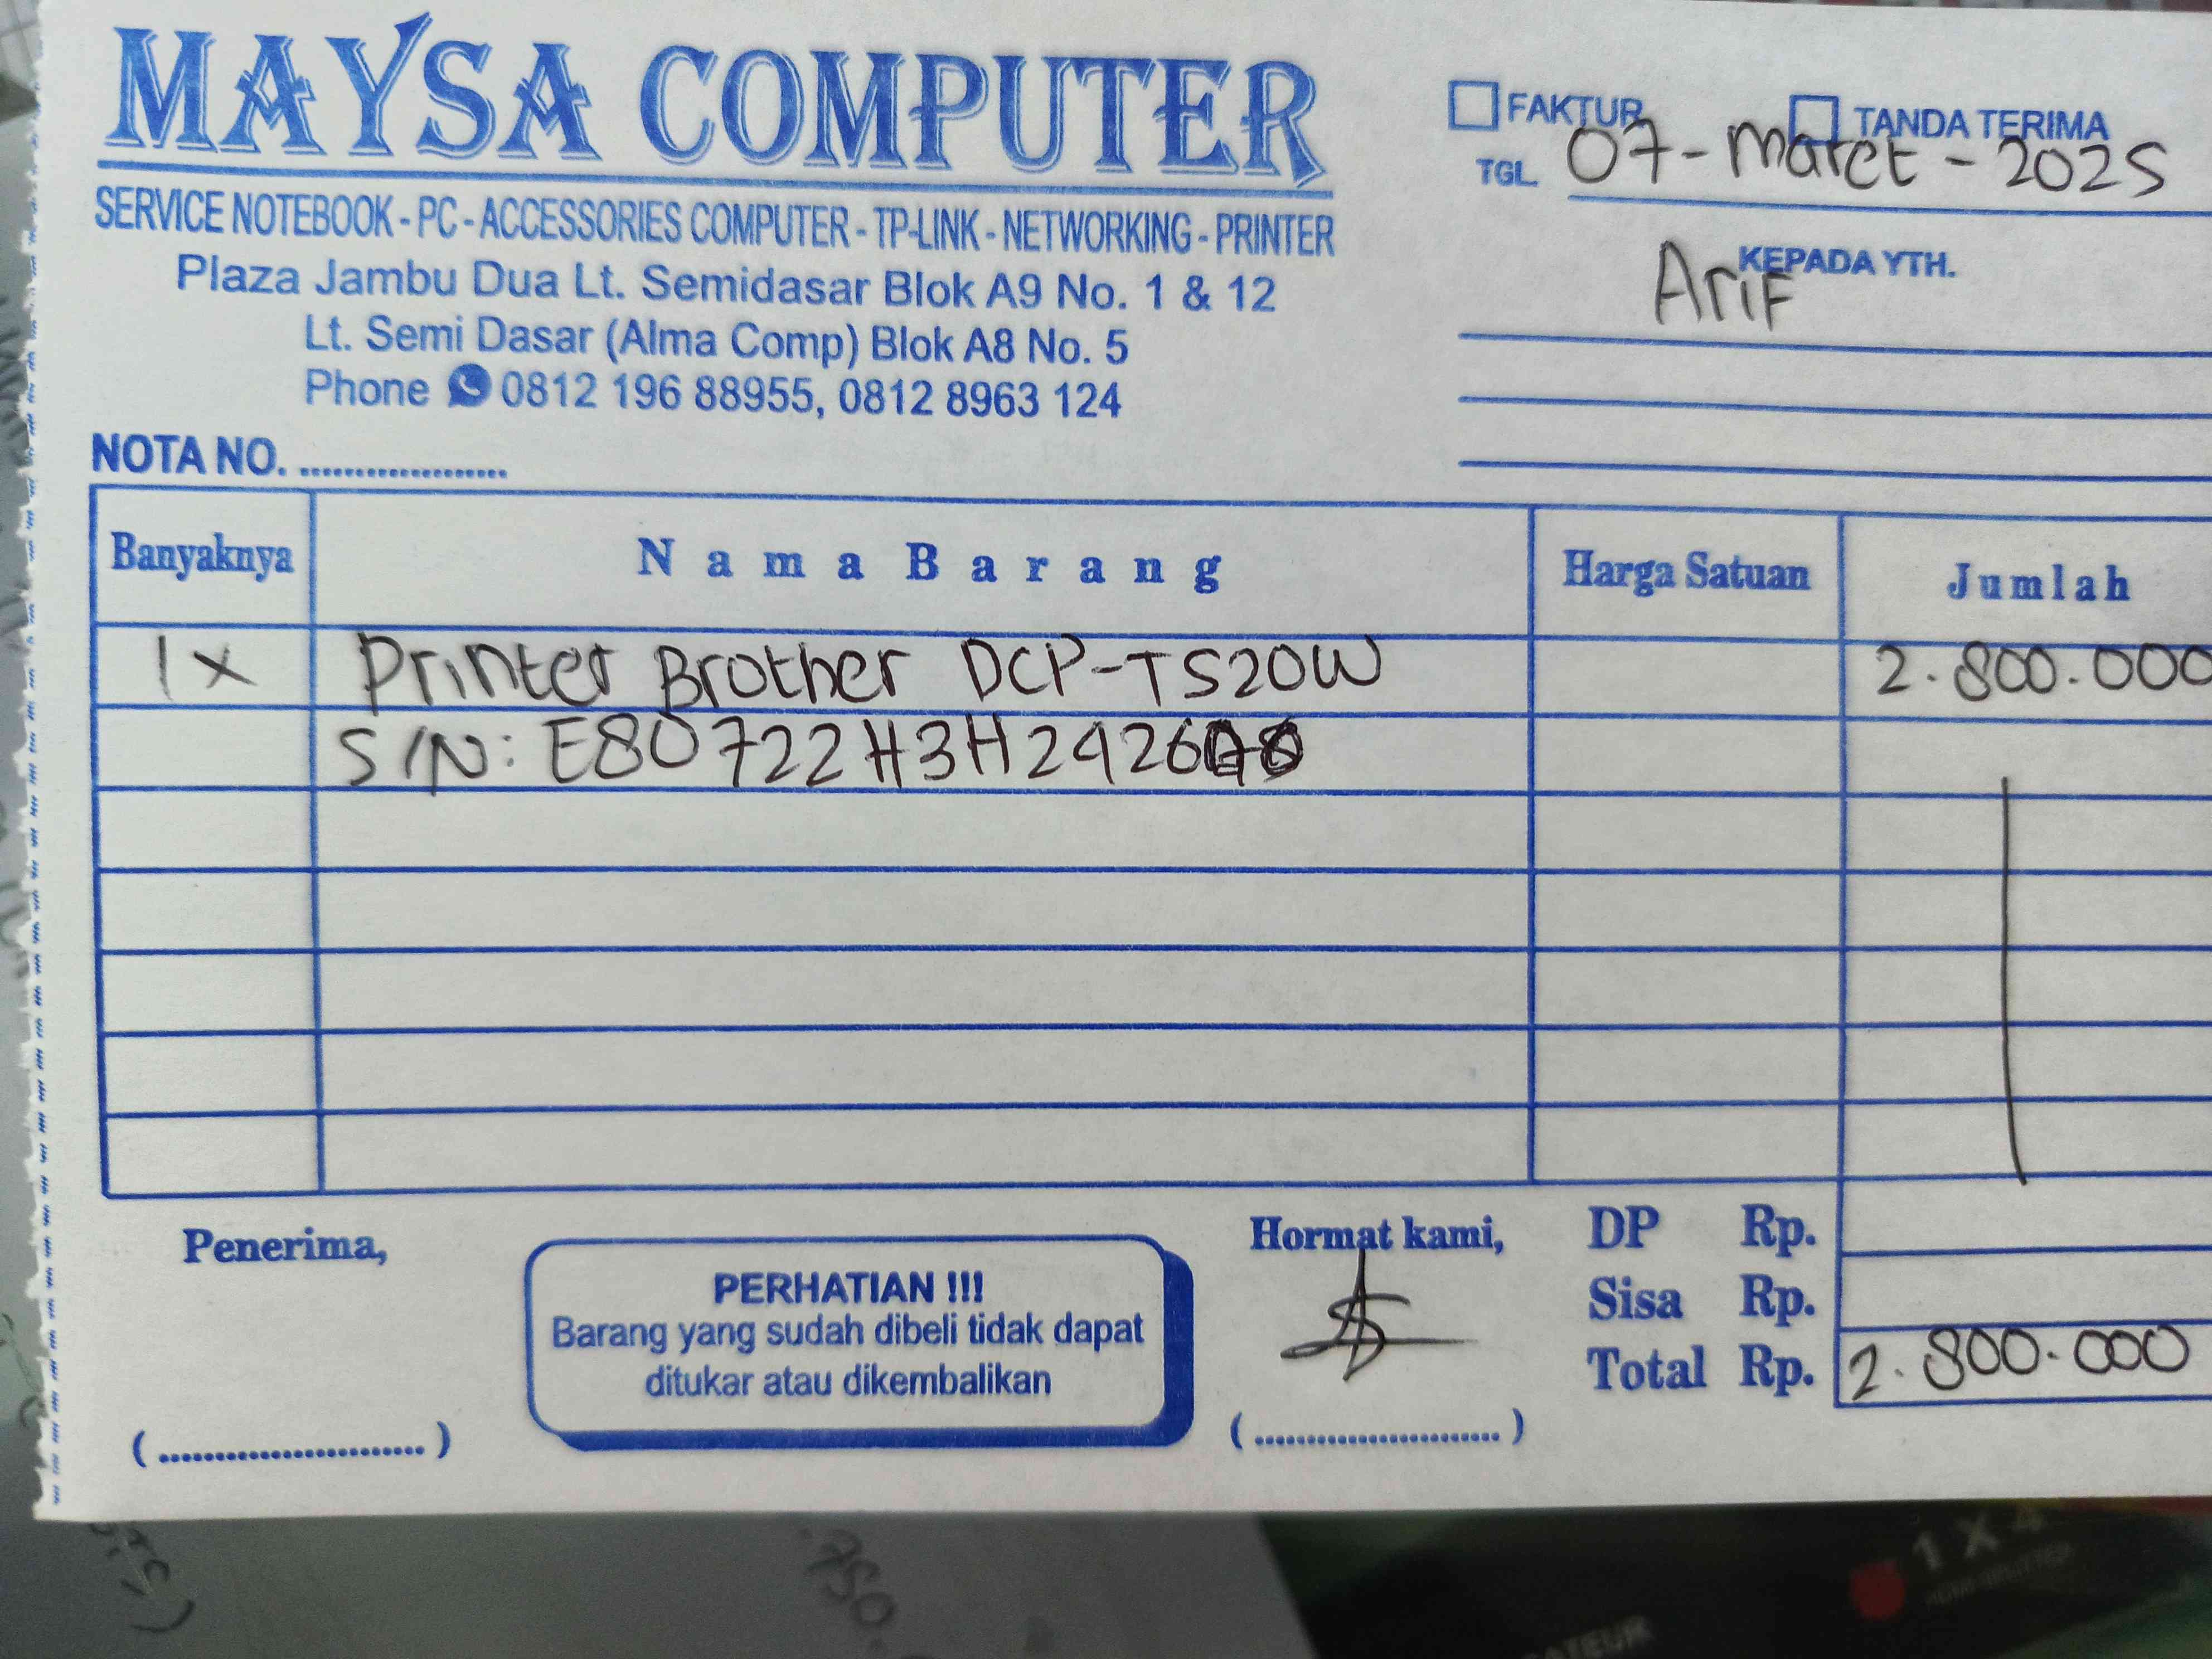 MAYSA COMPUTER
SERVICE NOTEBOOK - PC - ACCESSORIES COMPUTER - TP-LINK - NETWORKING - PRINTER
Plaza Jambu Dua Lt. Semidasar Blok A9 No. 1 & 12
Lt. Semi Dasar (Alma Comp) Blok A8 No. 5
Phone 0812 196 88955, 0812 8963 124
NOTA NO. ....................
FAKTUR TANDA TERIMA
TGL. 07-Maret-2025
KEPADA YTH.
Arif
Banyaknya Nama Barang Harga Satuan Jumlah
1x Printer Brother DCP-T520W 2.800.000
S/N:
Penerima,
(........................)
PERHATIAN !!!
Barang yang sudah dibeli tidak dapat
ditukar atau dikembalikan
Hormat kami,
(........................)
DP Rp.
Sisa Rp.
Total Rp. 2.800.000
.750.
1 X 4